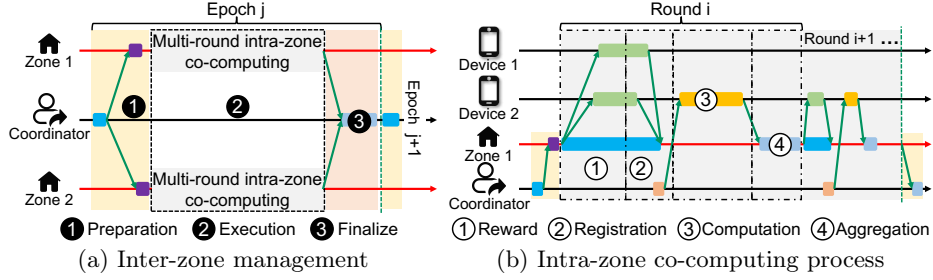 Epoch j
Zone 1
Multi-round intra-zone
co-computing
1
2
3
Coordinator
Epoch
j+1
Zone 2
Multi-round intra-zone
co-computing
1 Preparation 2 Execution 3 Finalize
(a) Inter-zone management
Round i
Round i+1 ...
Device 1
Device 2
3
Zone 1
4
1
2
Coordinator
1 Reward 2 Registration 3 Computation 4 Aggregation
(b) Intra-zone co-computing process